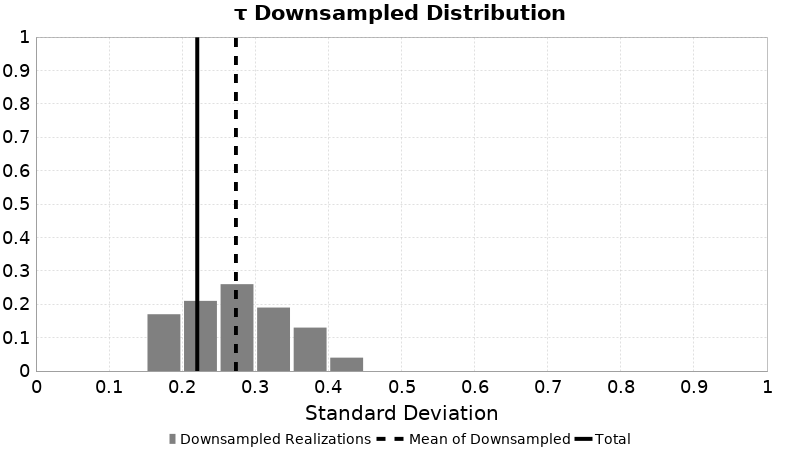 τ Downsampled Distribution
1
0.9
0.8
0.7
0.6
0.5
0.4
0.3
0.2
0.1
0
0 0.1 0.2 0.3 0.4 0.5 0.6 0.7 0.8 0.9 1
Standard Deviation
Downsampled Realizations Mean of Downsampled Total